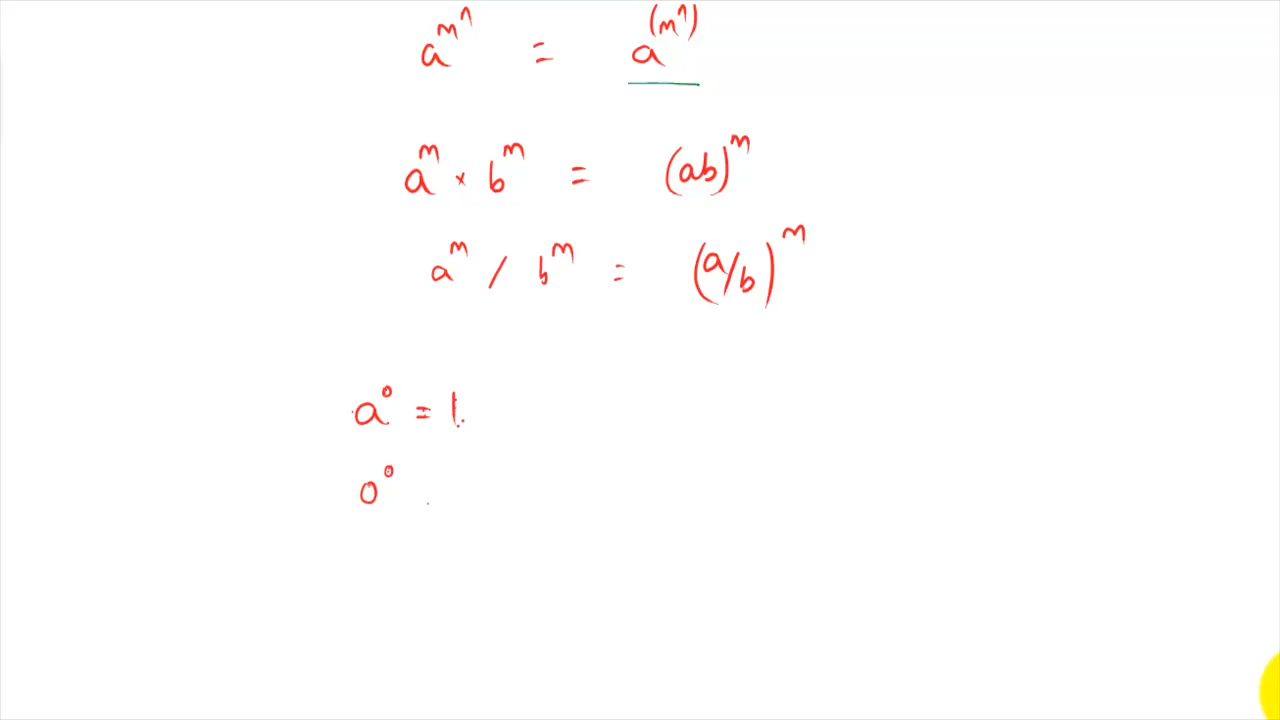 a^m^n = a^(m^n)
a^m × b^m = (ab)^m
a^m / b^m = (a/b)^m
a^0 = 1.
0^0